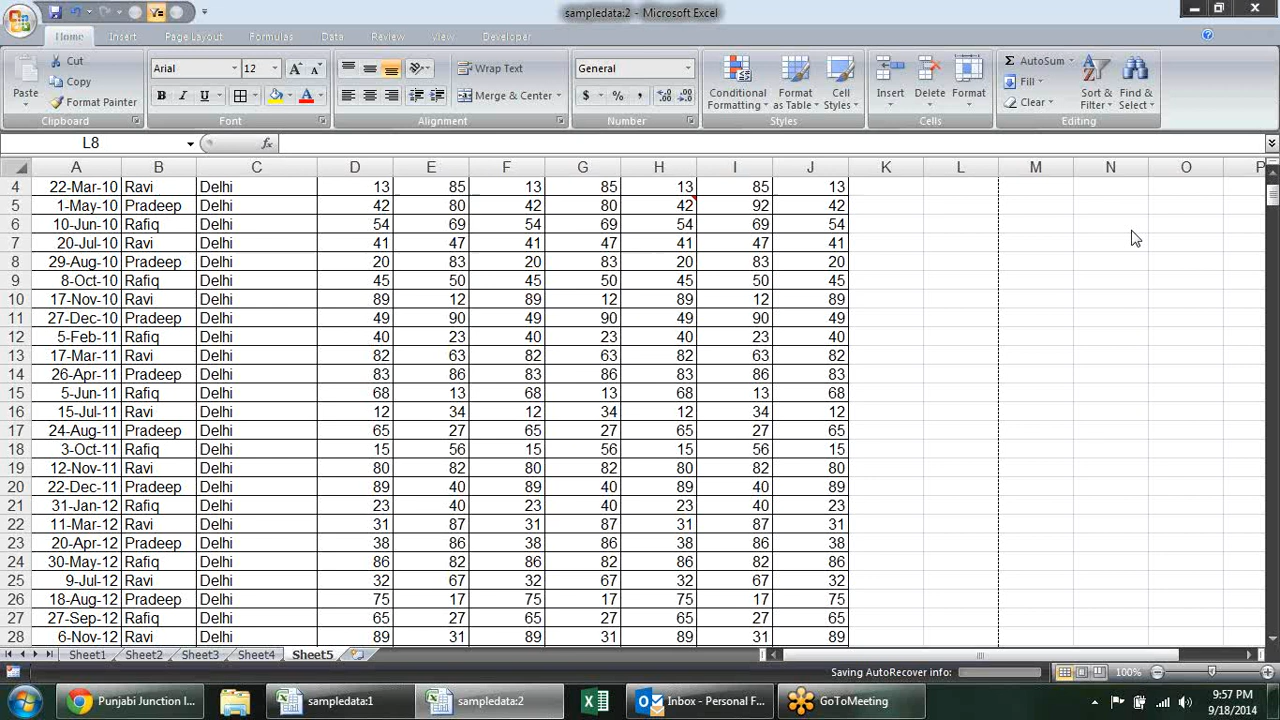 sampledata:2 - Microsoft Excel
Home Insert Page Layout Formulas Data Review View Developer
Paste Cut Copy Format Painter Clipboard
Arial 12 A A B I U A Font
Wrap Text Merge & Center Alignment
General $ % , .0 .00 .00 .0 Number
Conditional Formatting Format as Table Cell Styles Styles
Insert Delete Format Cells
Σ AutoSum Fill Clear Sort & Filter Find & Select Editing
L8 fx
A B C D E F G H I J K L M N O P
4 22-Mar-10 Ravi Delhi 13 85 13 85 13 85 13
5 1-May-10 Pradeep Delhi 42 80 42 80 42 92 42
6 10-Jun-10 Rafiq Delhi 54 69 54 69 54 69 54
7 20-Jul-10 Ravi Delhi 41 47 41 47 41 47 41
8 29-Aug-10 Pradeep Delhi 20 83 20 83 20 83 20
9 8-Oct-10 Rafiq Delhi 45 50 45 50 45 50 45
10 17-Nov-10 Ravi Delhi 89 12 89 12 89 12 89
11 27-Dec-10 Pradeep Delhi 49 90 49 90 49 90 49
12 5-Feb-11 Rafiq Delhi 40 23 40 23 40 23 40
13 17-Mar-11 Ravi Delhi 82 63 82 63 82 63 82
14 26-Apr-11 Pradeep Delhi 83 86 83 86 83 86 83
15 5-Jun-11 Rafiq Delhi 68 13 68 13 68 13 68
16 15-Jul-11 Ravi Delhi 12 34 12 34 12 34 12
17 24-Aug-11 Pradeep Delhi 65 27 65 27 65 27 65
18 3-Oct-11 Rafiq Delhi 15 56 15 56 15 56 15
19 12-Nov-11 Ravi Delhi 80 82 80 82 80 82 80
20 22-Dec-11 Pradeep Delhi 89 40 89 40 89 40 89
21 31-Jan-12 Rafiq Delhi 23 40 23 40 23 40 23
22 11-Mar-12 Ravi Delhi 31 87 31 87 31 87 31
23 20-Apr-12 Pradeep Delhi 38 86 38 86 38 86 38
24 30-May-12 Rafiq Delhi 86 82 86 82 86 82 86
25 9-Jul-12 Ravi Delhi 32 67 32 67 32 67 32
26 18-Aug-12 Pradeep Delhi 75 17 75 17 75 17 75
27 27-Sep-12 Rafiq Delhi 65 27 65 27 65 27 65
28 6-Nov-12 Ravi Delhi 89 31 89 31 89 31 89
Sheet1 Sheet2 Sheet3 Sheet4 Sheet5
Saving AutoRecover info: 100%
Punjabi Junction I... sampledata:1 sampledata:2 Inbox - Personal F... GoToMeeting 9:57 PM
9/18/2014